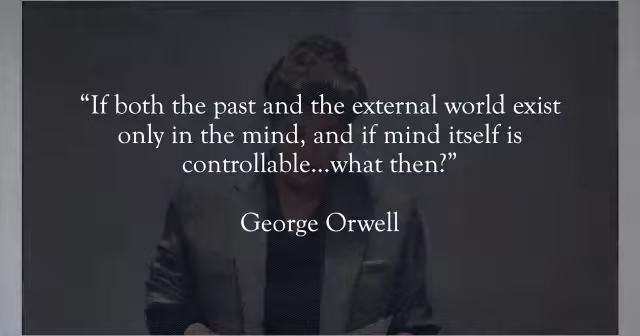 “If both the past and the external world exist
only in the mind, and if mind itself is
controllable...what then?”
George Orwell